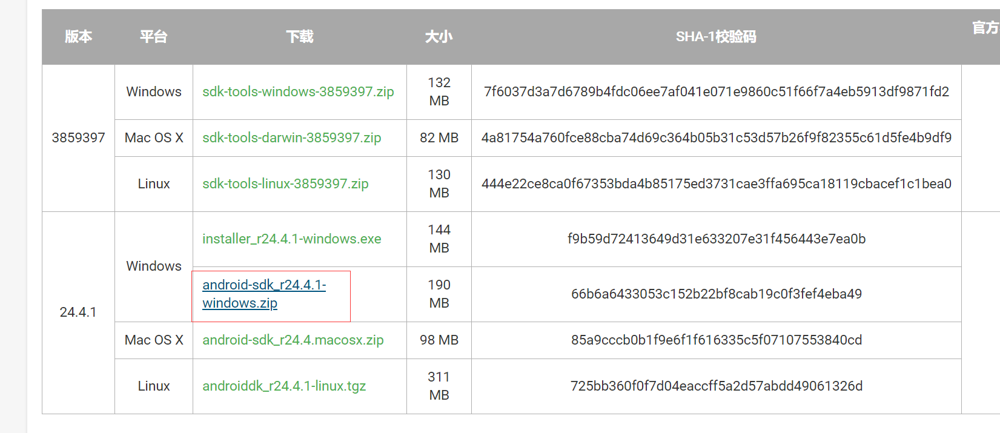 版本 平台 下载 大小 SHA-1校验码 官方
3859397
Windows sdk-tools-windows-3859397.zip 132
MB 7f6037d3a7d6789b4fdc06ee7af041e071e9860c51f66f7a4eb5913df9871fd2
Mac OS X sdk-tools-darwin-3859397.zip 82 MB 4a81754a760fce88cba74d69c364b05b31c53d57b26f9f82355c61d5fe4b9df9
Linux sdk-tools-linux-3859397.zip 130
MB 444e22ce8ca0f67353bda4b85175ed3731cae3ffa695ca18119cbacef1c1bea0
24.4.1
Windows installer_r24.4.1-windows.exe 144
MB f9b59d72413649d31e633207e31f456443e7ea0b
android-sdk_r24.4.1-
windows.zip 190
MB 66b6a6433053c152b22bf8cab19c0f3fef4eba49
Mac OS X android-sdk_r24.4.macosx.zip 98 MB 85a9cccb0b1f9e6f1f616335c5f07107553840cd
Linux androiddk_r24.4.1-linux.tgz 311
MB 725bb360f0f7d04eaccff5a2d57abdd49061326d